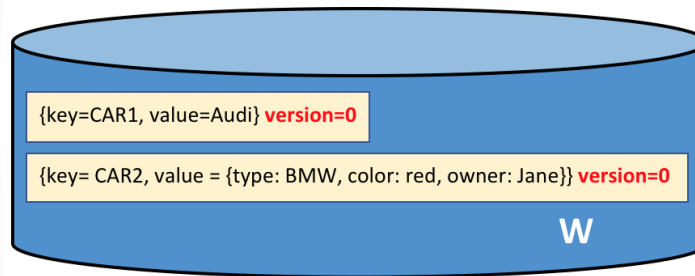 {key=CAR1, value=Audi} version=0
{key= CAR2, value = {type: BMW, color: red, owner: Jane}} version=0
W